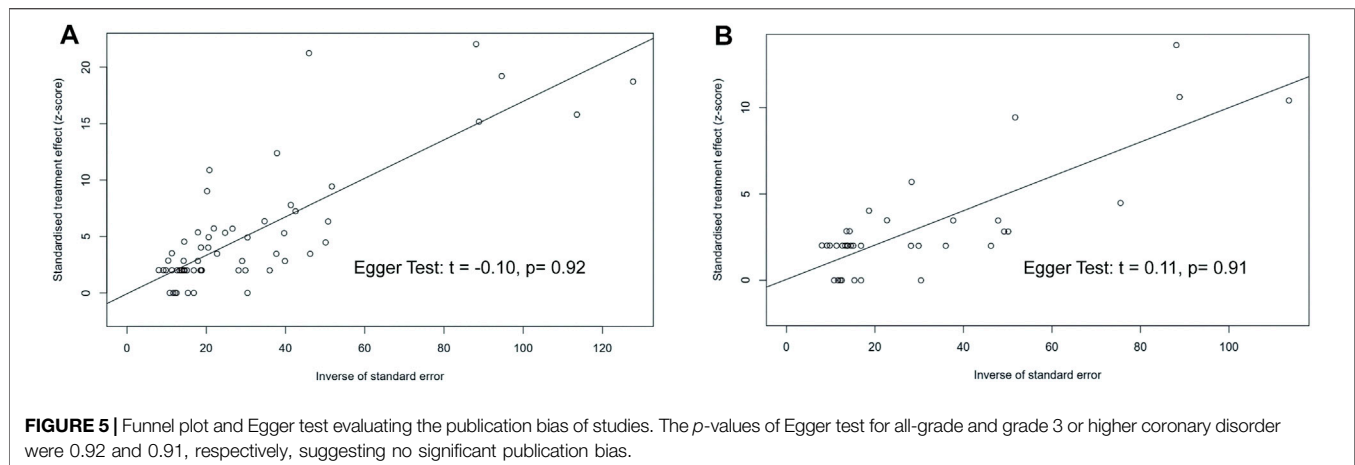 A
B
Standardised treatment effect (z-score)
20
15
10
5
0
Egger Test: t = -0.10, p= 0.92
0
20
40
60
80
100
120
Inverse of standard error
Standardised treatment effect (z-score)
10
5
0
Egger Test: t = 0.11, p= 0.91
0
20
40
60
80
100
Inverse of standard error
FIGURE 5 | Funnel plot and Egger test evaluating the publication bias of studies. The p-values of Egger test for all-grade and grade 3 or higher coronary disorder
were 0.92 and 0.91, respectively, suggesting no significant publication bias.